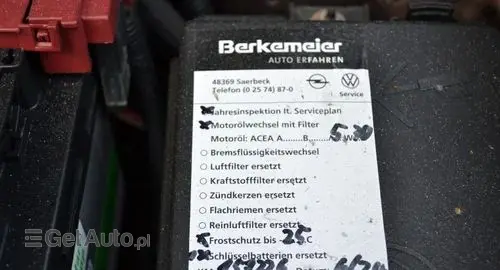 Berkemeier
AUTO ERFAHREN
48369 Saerbeck
Telefon (0 25 74) 87-0
Service
Jahresinspektion lt. Serviceplan
Motorölwechsel mit Filter
Motoröl: ACEA A........B........5W30
Bremsflüssigkeitswechsel
Luftfilter ersetzt
Kraftstofffilter ersetzt
Zündkerzen ersetzt
Flachriemen ersetzt
Reinluftfilter ersetzt
Frostschutz bis -25 C
Schlüsselbatterien ersetzt
GetAuto.pl